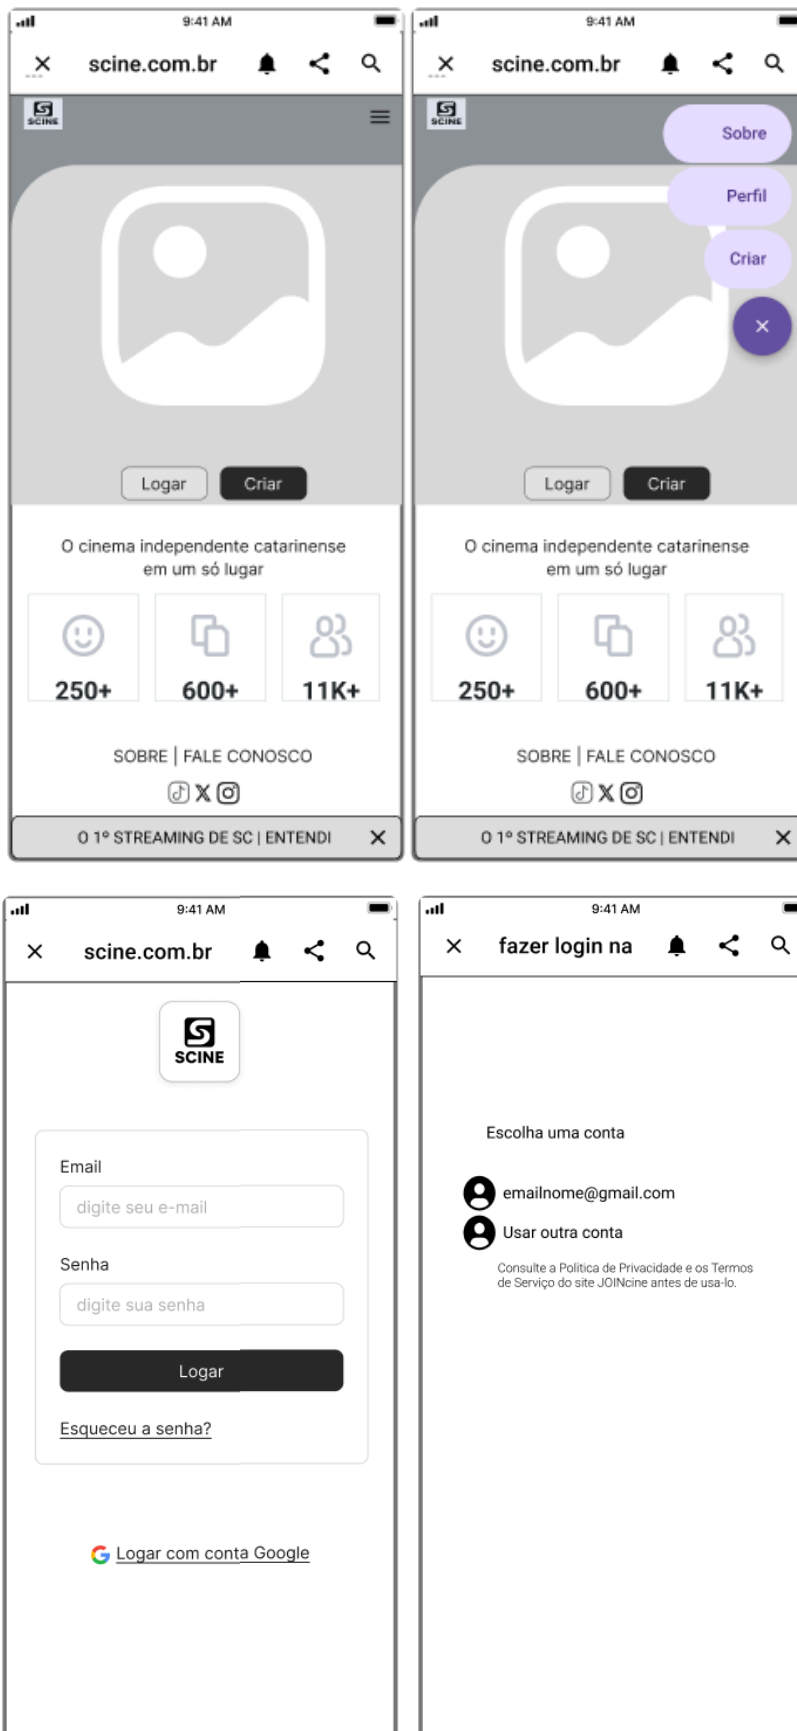 9:41 AM
scine.com.br
SCINE
Logar
Criar
O cinema independente catarinense
em um só lugar
250+
600+
11K+
SOBRE | FALE CONOSCO
O 1º STREAMING DE SC | ENTENDI
9:41 AM
scine.com.br
SCINE
Sobre
Perfil
Criar
Logar
Criar
O cinema independente catarinense
em um só lugar
250+
600+
11K+
SOBRE | FALE CONOSCO
O 1º STREAMING DE SC | ENTENDI
9:41 AM
scine.com.br
SCINE
Email
digite seu e-mail
Senha
digite sua senha
Logar
Esqueceu a senha?
Logar com conta Google
9:41 AM
fazer login na
Escolha uma conta
emailnome@gmail.com
Usar outra conta
Consulte a Politica de Privacidade e os Termos
de Serviço do site JOINcine antes de usa-lo.